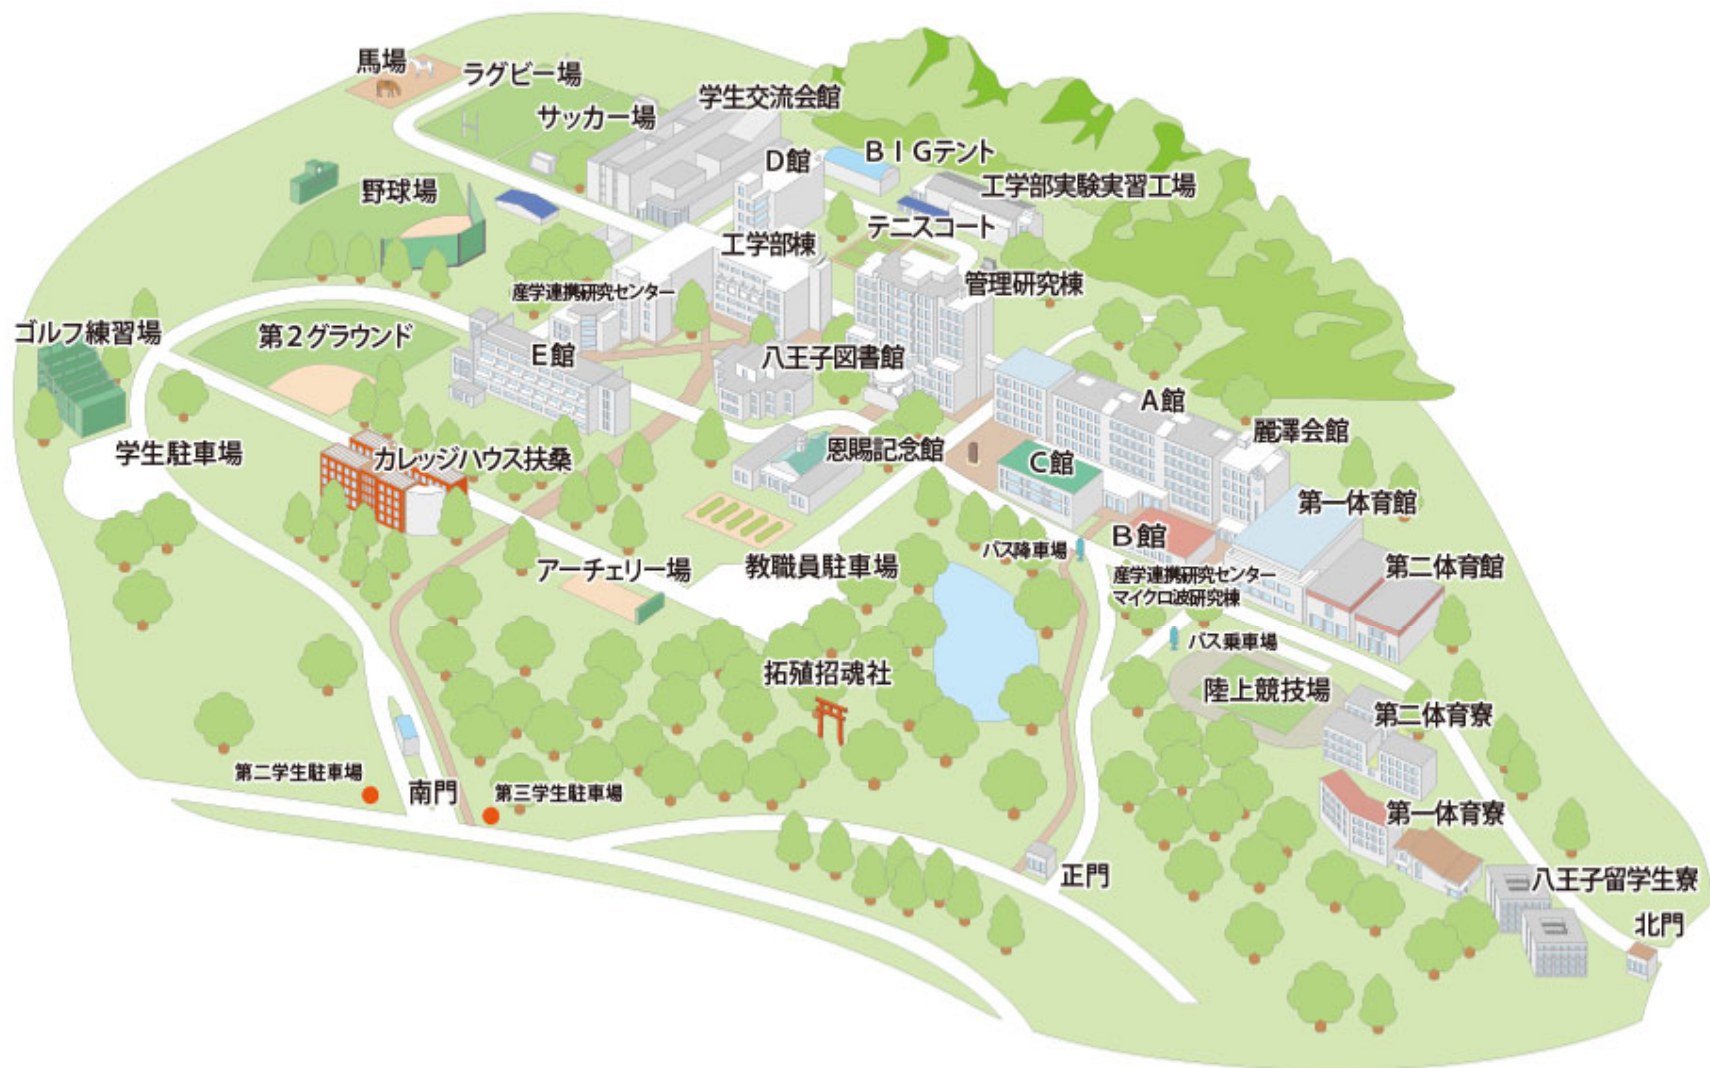 馬場
ラグビー場
サッカー場
学生交流会館
D館
BIGテント
工学部実験実習工場
野球場
テニスコート
工学部棟
管理研究棟
産学連携研究センター
ゴルフ練習場
第2グラウンド
E館
八王子図書館
A館
麗澤会館
学生駐車場
カレッジハウス扶桑
恩賜記念館
C館
第一体育館
バス降車場
B館
アーチェリー場
教職員駐車場
第二体育館
産学連携研究センター
マイクロ波研究棟
バス乗車場
拓殖招魂社
陸上競技場
第二体育寮
第二学生駐車場
南門
第三学生駐車場
第一体育寮
正門
八王子留学生寮
北門